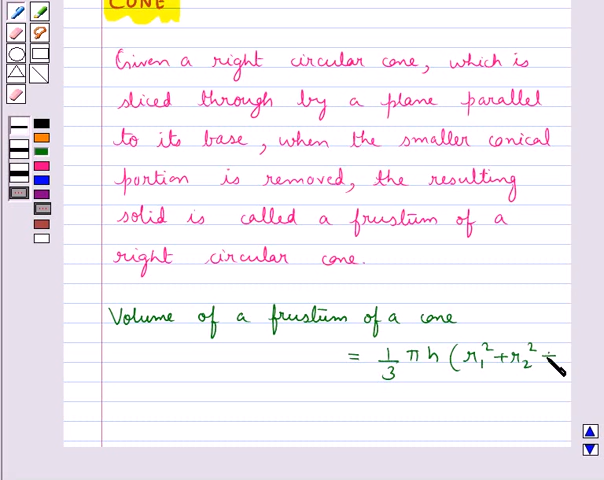 CONE
Given a right circular cone, which is
sliced through by a plane parallel
to its base, when the smaller conical
portion is removed, the resulting
solid is called a frustum of a
right circular cone.
Volume of a frustum of a cone
= 1/3 π h ( r₁² + r₂² +